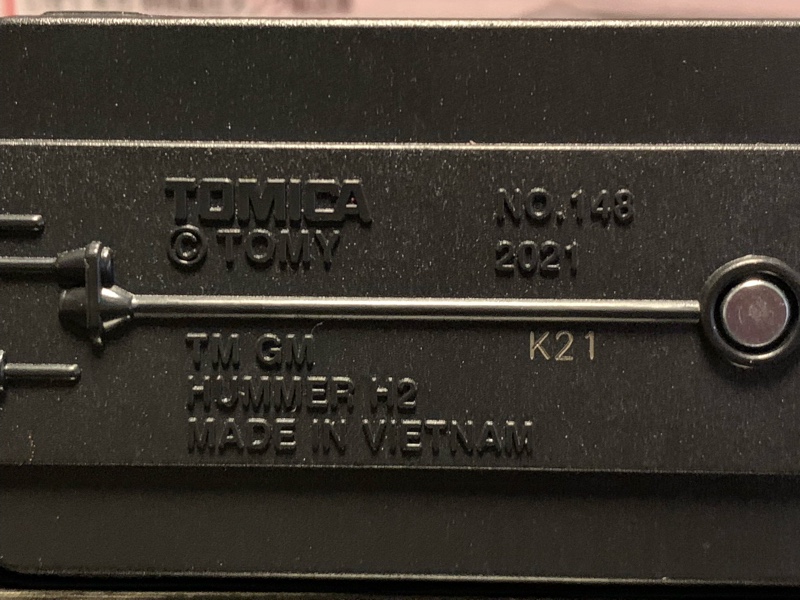 TOMICA
© TOMY
NO.148
2021
K21
TM GM
HUMMER H2
MADE IN VIETNAM